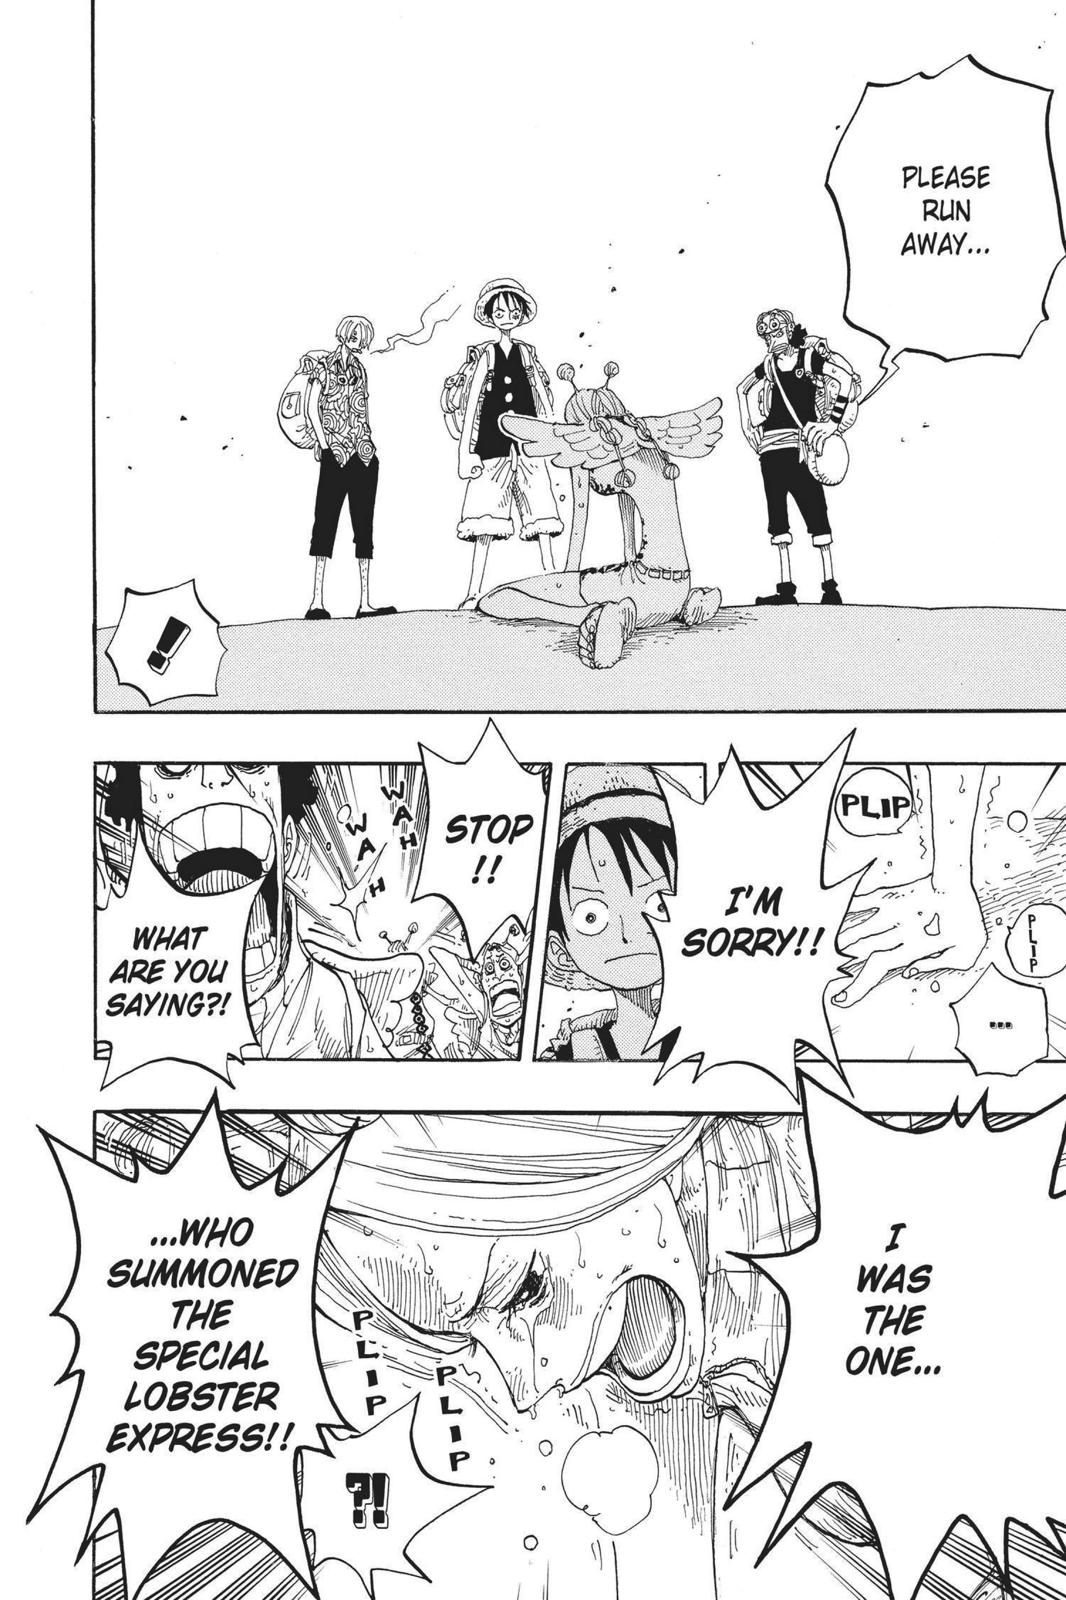 PLEASE
RUN
AWAY...
!
PLIP
PLIP
...
I'M
SORRY!!
STOP
!!
WAH
WAH
WHAT
ARE YOU
SAYING?!
I
WAS
THE
ONE...
PLIP
PLIP
?!
...WHO
SUMMONED
THE
SPECIAL
LOBSTER
EXPRESS!!